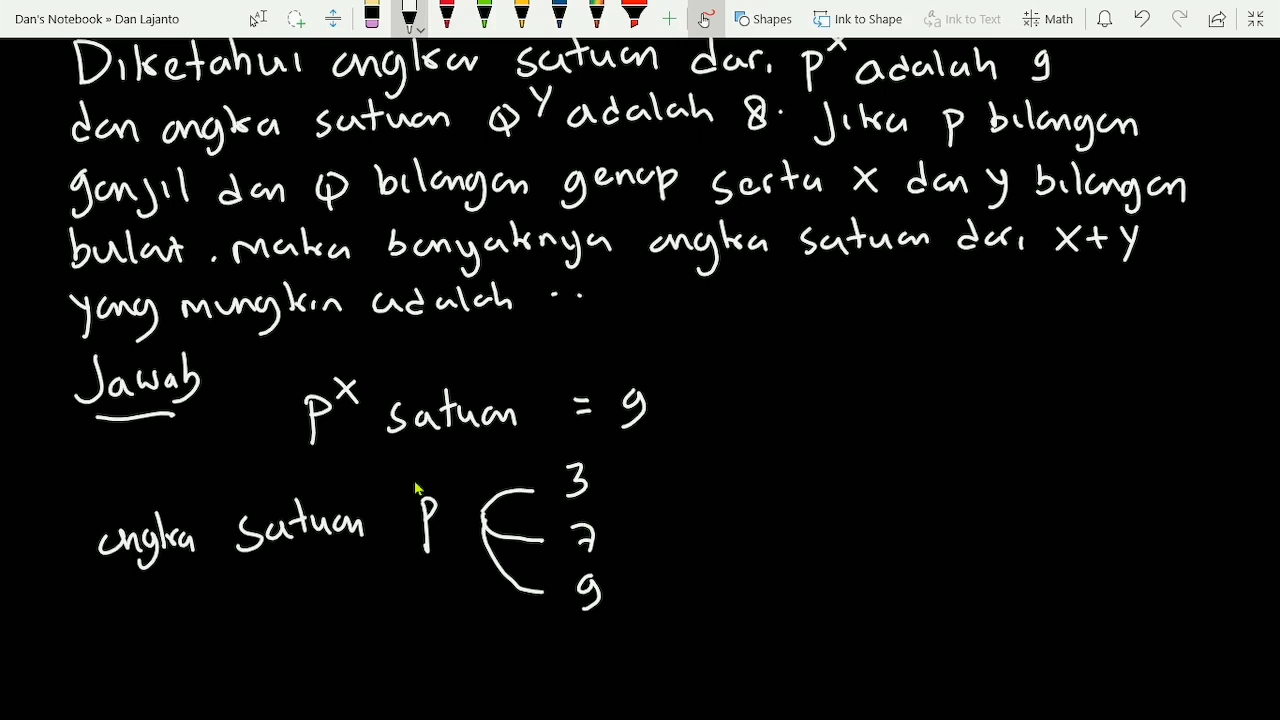 Dan's Notebook » Dan Lajanto
Shapes
Ink to Shape
Ink to Text
Math
Diketahui angka satuan dari p^x adalah 9
dan angka satuan Q^y adalah 8. Jika p bilangan
ganjil dan Q bilangan genap serta x dan y bilangan
bulat. maka banyaknya angka satuan dari x+y
yang mungkin adalah ..
Jawab
p^x satuan = 9
angka satuan p
3
7
9